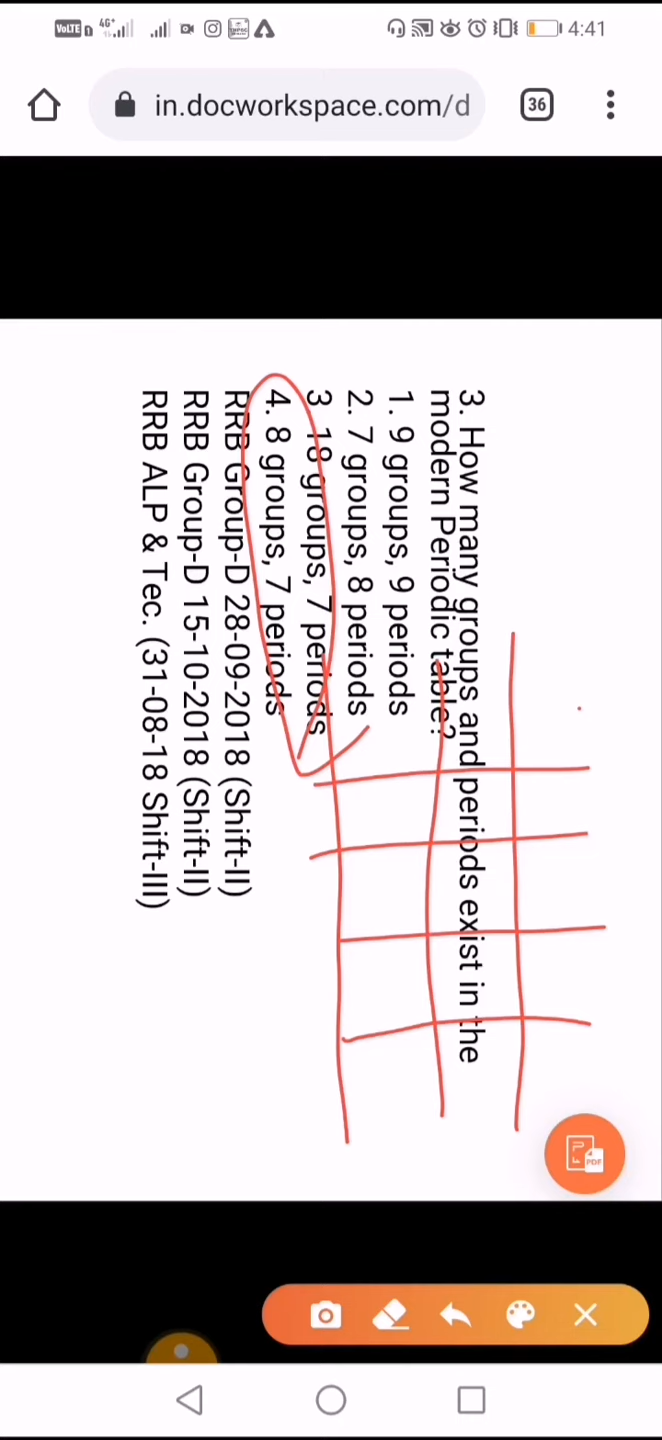 VoLTE 4G+ 4:41
in.docworkspace.com/d 36
3. How many groups and periods exist in the
modern Periodic table?
1. 9 groups, 9 periods
2. 7 groups, 8 periods
3. 18 groups, 7 periods
4. 8 groups, 7 periods
RRB Group-D 28-09-2018 (Shift-II)
RRB Group-D 15-10-2018 (Shift-II)
RRB ALP & Tec. (31-08-18 Shift-III)
PDF